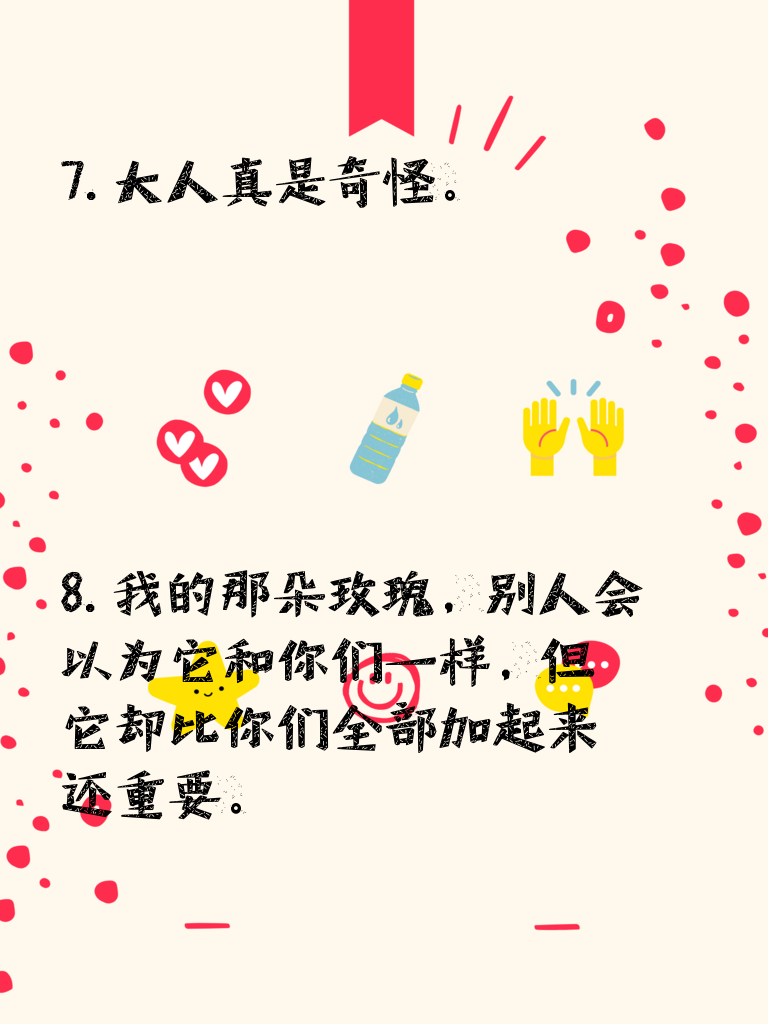 7. 大人真是奇怪。
8. 我的那朵玫瑰，别人会
以为它和你们一样，但
它却比你们全部加起来
还重要。